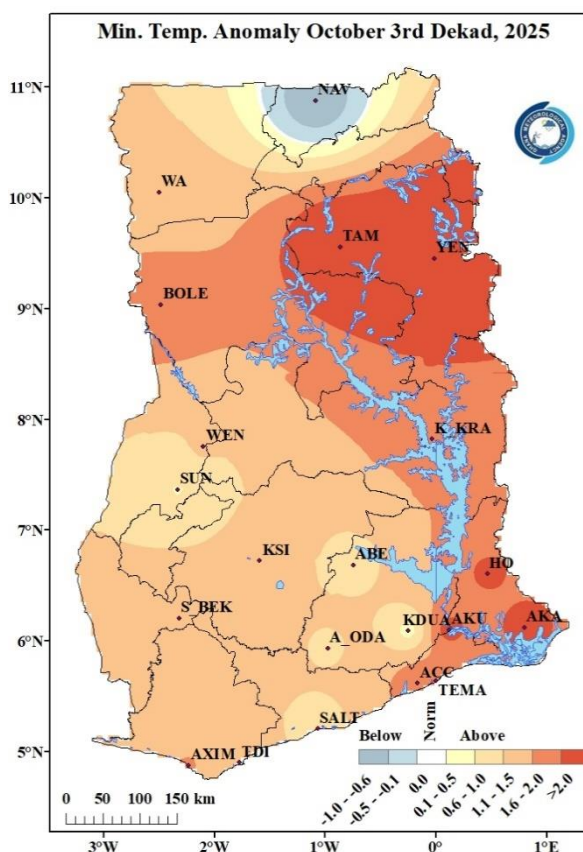 Min. Temp. Anomaly October 3rd Dekad, 2025
11°N
NAV
10°N
WA
TAM
YEN
9°N
BOLE
8°N
WEN
K_KRA
SUN
7°N
KSI
ABE
HO
S_BEK
6°N
A_ODA
KDUA
AKU
AKA
ACC
TEMA
SALT
5°N
AXIM
TDI
Below
Norm
Above
-1.0 - -0.6
-0.5 - -0.1
0.0
0.1 - 0.5
0.6 - 1.0
1.1 - 1.5
1.6 - 2.0
>2.0
0 50 100 150 km
3°W
2°W
1°W
0°
1°E